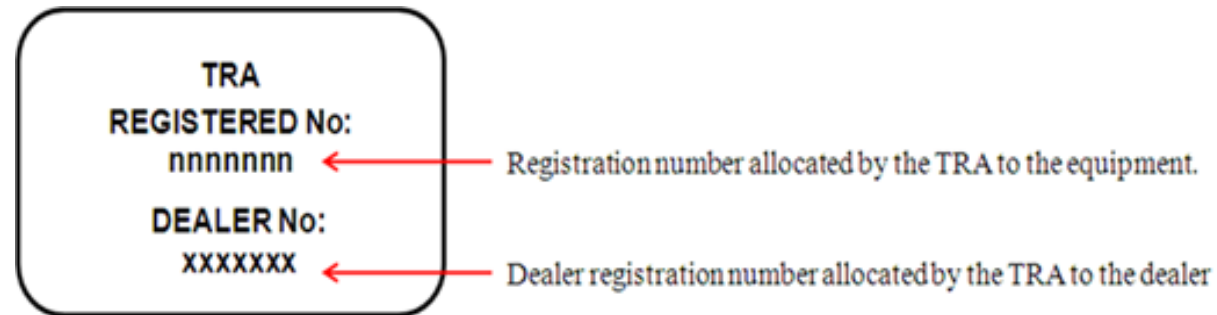 TRA
REGISTERED No:
nnnnnnn
Registration number allocated by the TRA to the equipment.
DEALER No:
xxxxxxx
Dealer registration number allocated by the TRA to the dealer